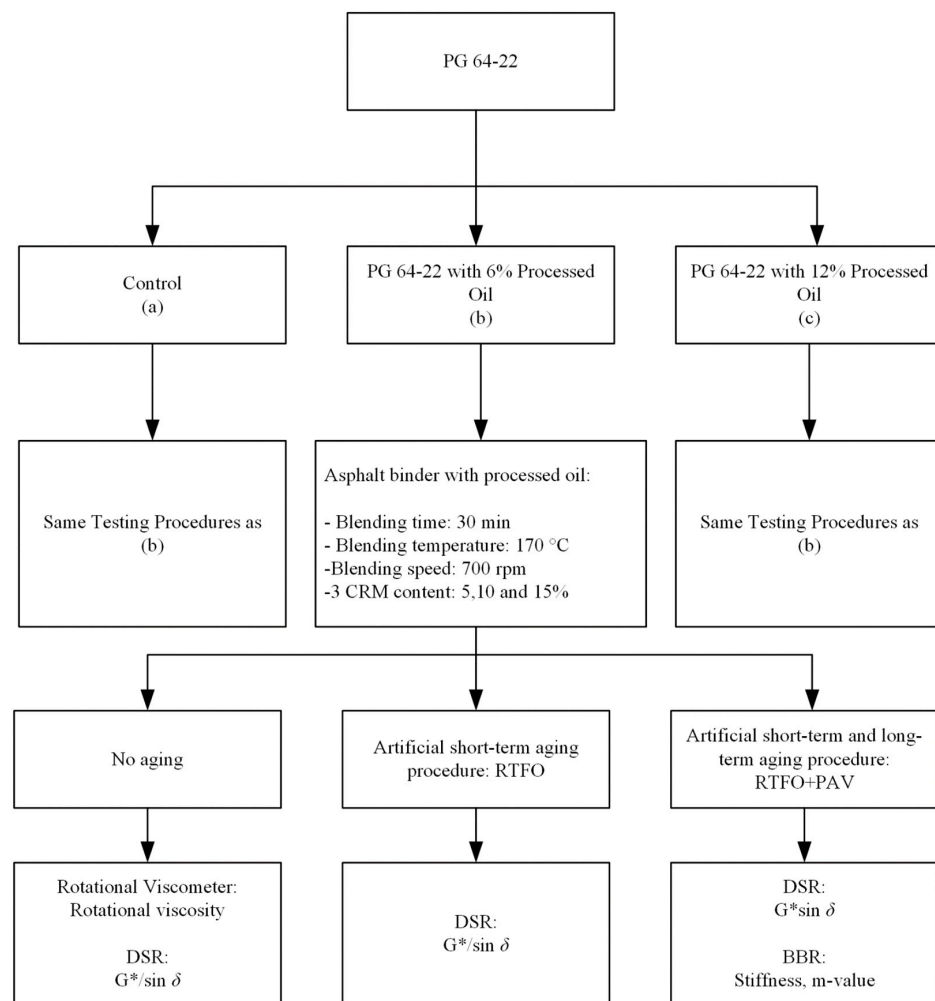 PG 64-22
Control
(a)
PG 64-22 with 6% Processed
Oil
(b)
PG 64-22 with 12% Processed
Oil
(c)
Same Testing Procedures as
(b)
Asphalt binder with processed oil:
- Blending time: 30 min
- Blending temperature: 170 °C
-Blending speed: 700 rpm
-3 CRM content: 5,10 and 15%
Same Testing Procedures as
(b)
No aging
Artificial short-term aging
procedure: RTFO
Artificial short-term and long-
term aging procedure:
RTFO+PAV
Rotational Viscometer:
Rotational viscosity
DSR:
G*/sin δ
DSR:
G*/sin δ
DSR:
G*sin δ
BBR:
Stiffness, m-value